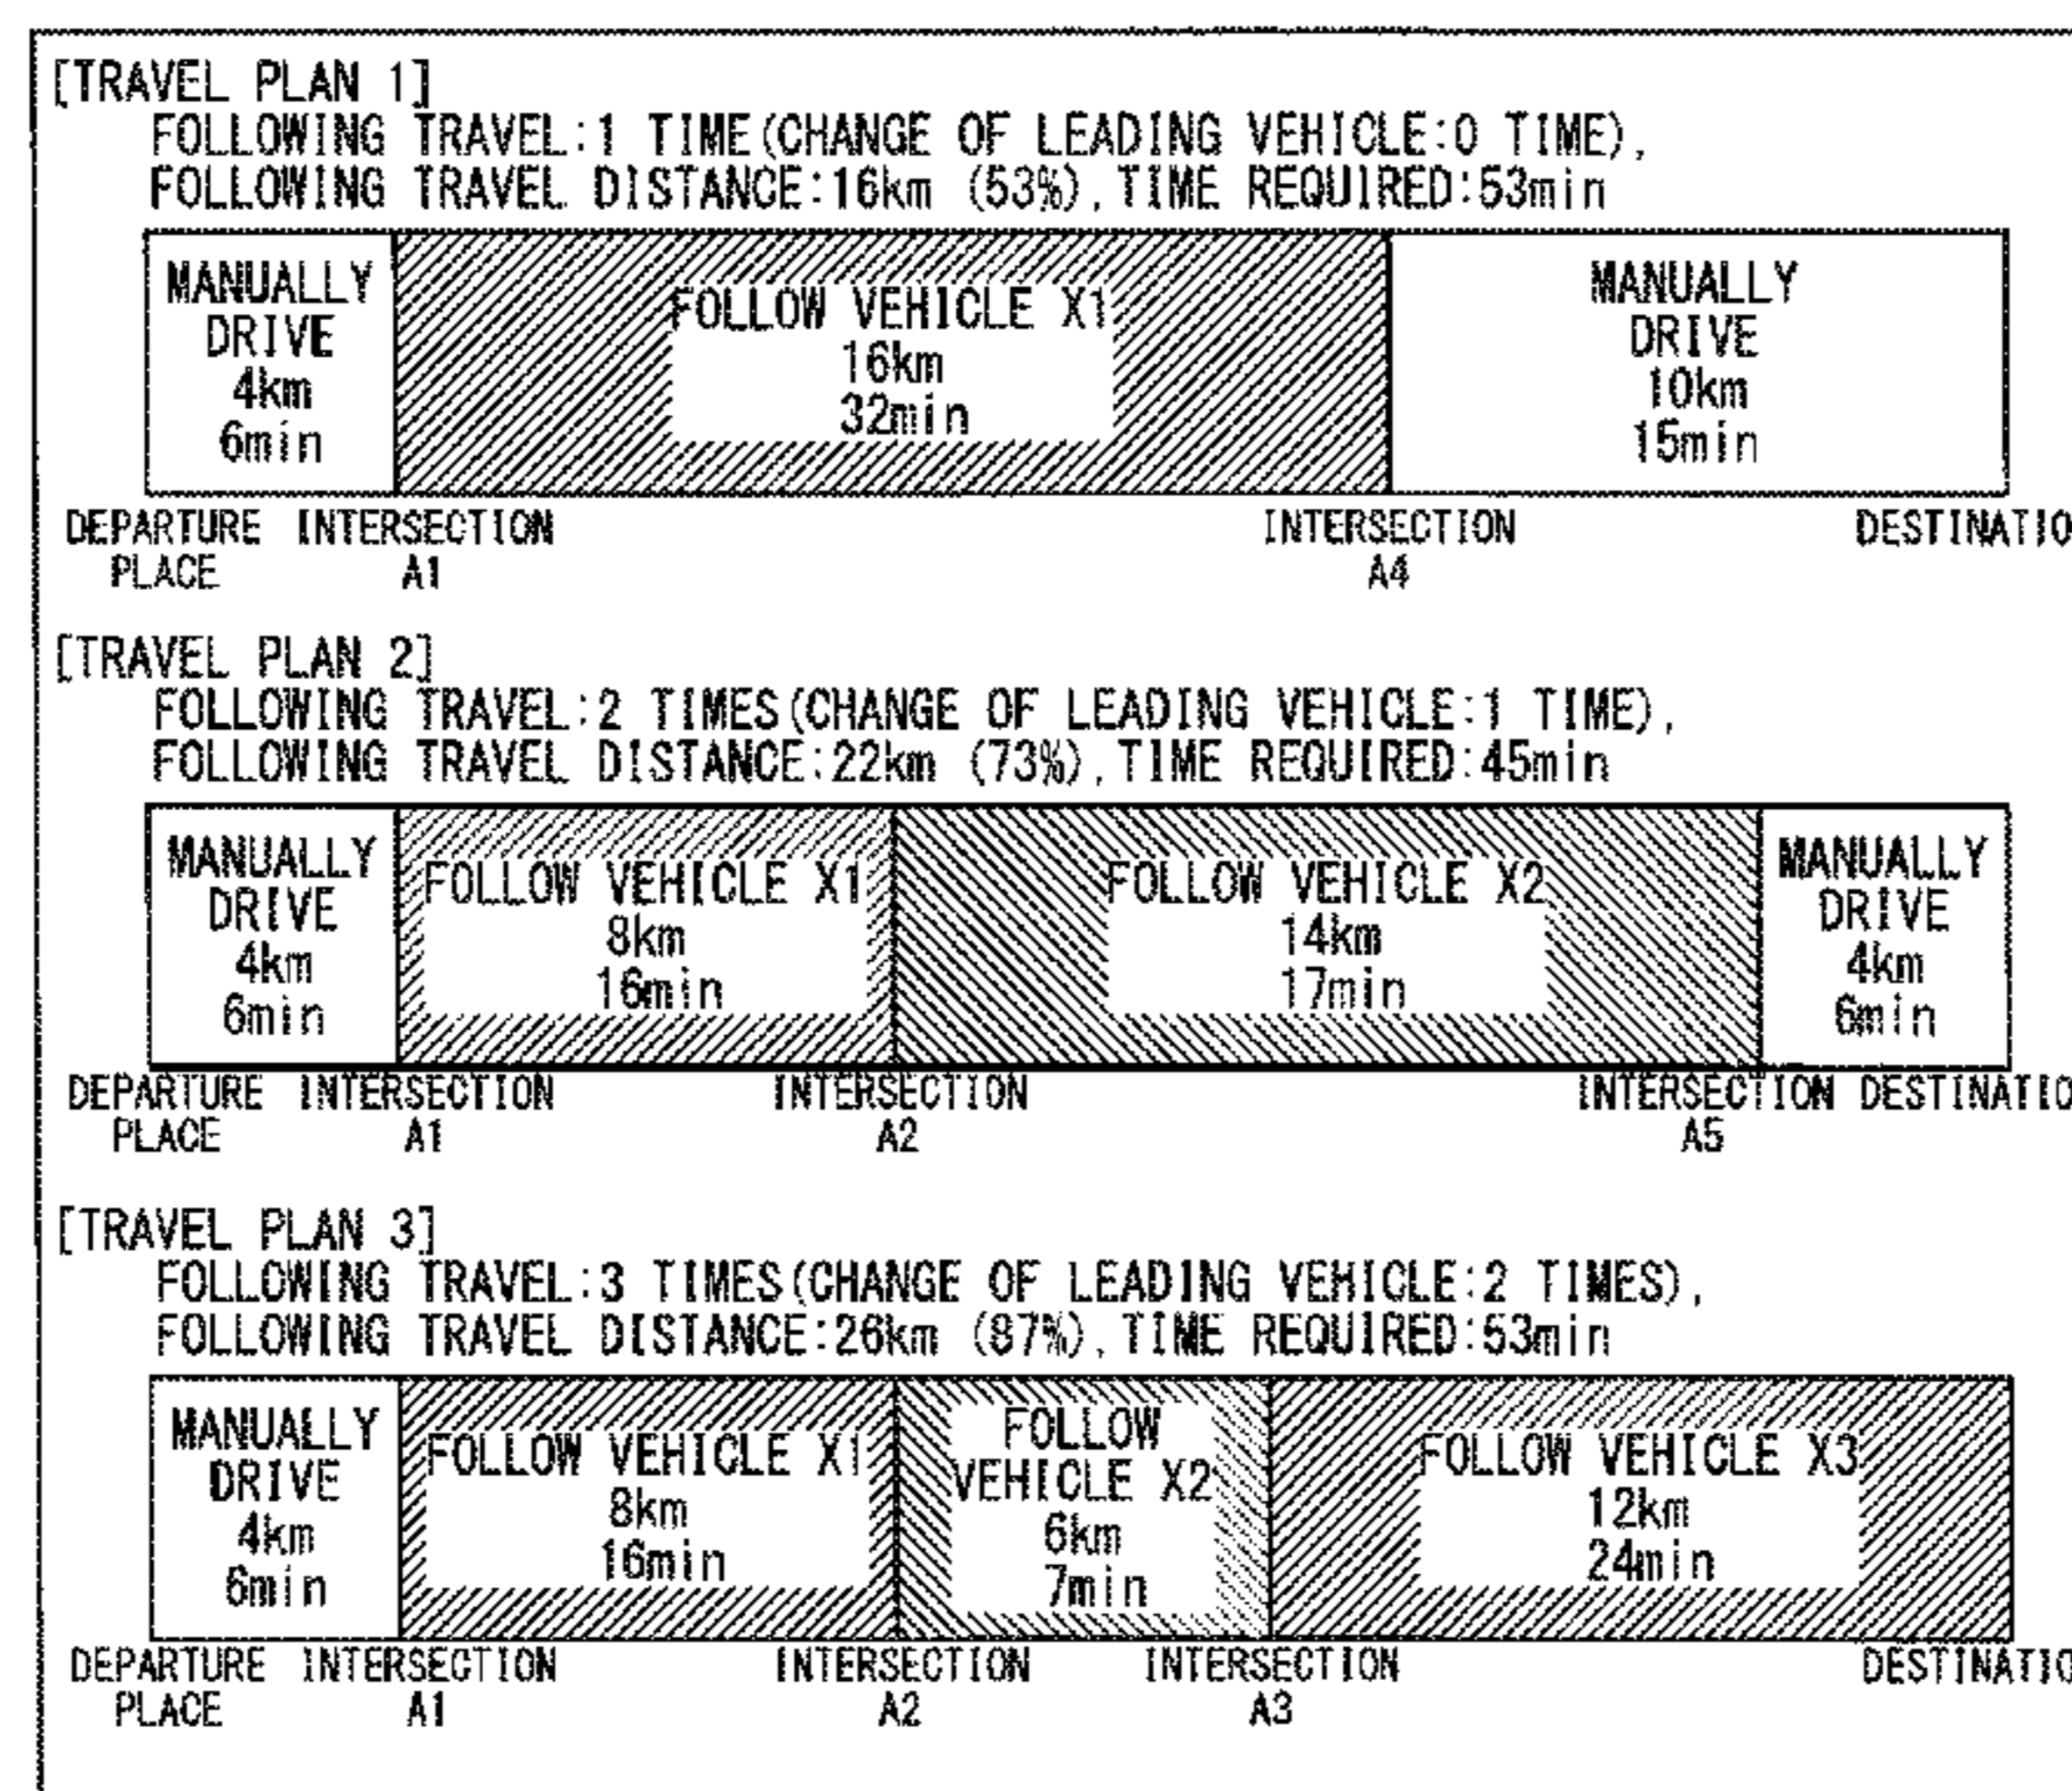 [TRAVEL PLAN 1]
FOLLOWING TRAVEL:1 TIME(CHANGE OF LEADING VEHICLE:0 TIME),
FOLLOWING TRAVEL DISTANCE:16km (53%),TIME REQUIRED:53min
MANUALLY
DRIVE
4km
6min
FOLLOW VEHICLE X1
16km
32min
MANUALLY
DRIVE
10km
15min
DEPARTURE
PLACE
INTERSECTION
A1
INTERSECTION
A4
DESTINATIO
[TRAVEL PLAN 2]
FOLLOWING TRAVEL:2 TIMES(CHANGE OF LEADING VEHICLE:1 TIME),
FOLLOWING TRAVEL DISTANCE:22km (73%),TIME REQUIRED:45min
MANUALLY
DRIVE
4km
6min
FOLLOW VEHICLE X1
8km
16min
FOLLOW VEHICLE X2
14km
17min
MANUALLY
DRIVE
4km
6min
DEPARTURE
PLACE
INTERSECTION
A1
INTERSECTION
A2
INTERSECTION
A5
DESTINATIO
[TRAVEL PLAN 3]
FOLLOWING TRAVEL:3 TIMES(CHANGE OF LEADING VEHICLE:2 TIMES),
FOLLOWING TRAVEL DISTANCE:26km (87%),TIME REQUIRED:53min
MANUALLY
DRIVE
4km
6min
FOLLOW VEHICLE X1
8km
16min
FOLLOW
VEHICLE X2
6km
7min
FOLLOW VEHICLE X3
12km
24min
DEPARTURE
PLACE
INTERSECTION
A1
INTERSECTION
A2
INTERSECTION
A3
DESTINATIO